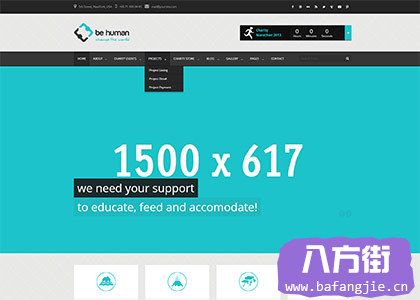 be human
change the world
Charity
Marathon 2013
0 0 0
Hours Minutes Seconds
HOME ABOUT CHARITY EVENTS PROJECTS CHARITY STORE BLOG GALLERY PAGES CONTACT
Project Listing
Project Detail
Project Payment
1500 x 617
we need your support
to educate, feed and accomodate!
八方街
www.bafangjie.cn